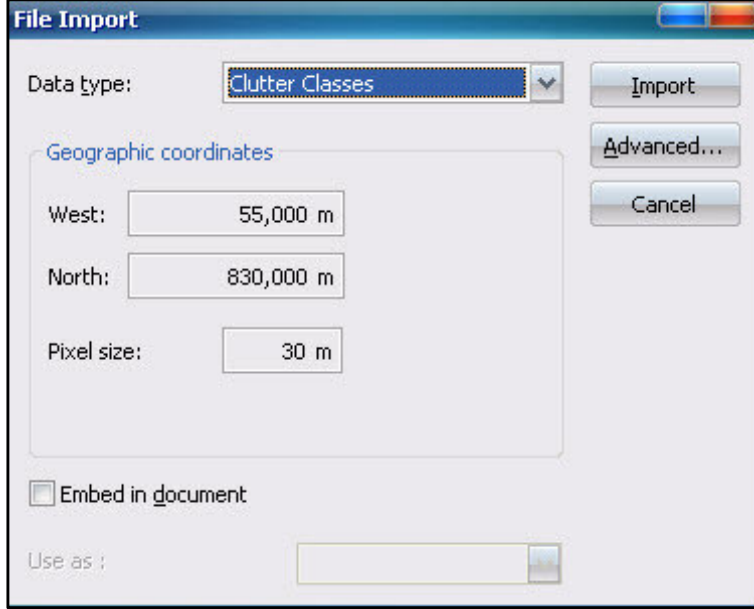 File Import
Data type: Clutter Classes
Import
Geographic coordinates
Advanced...
West: 55,000 m
Cancel
North: 830,000 m
Pixel size: 30 m
Embed in document
Use as :